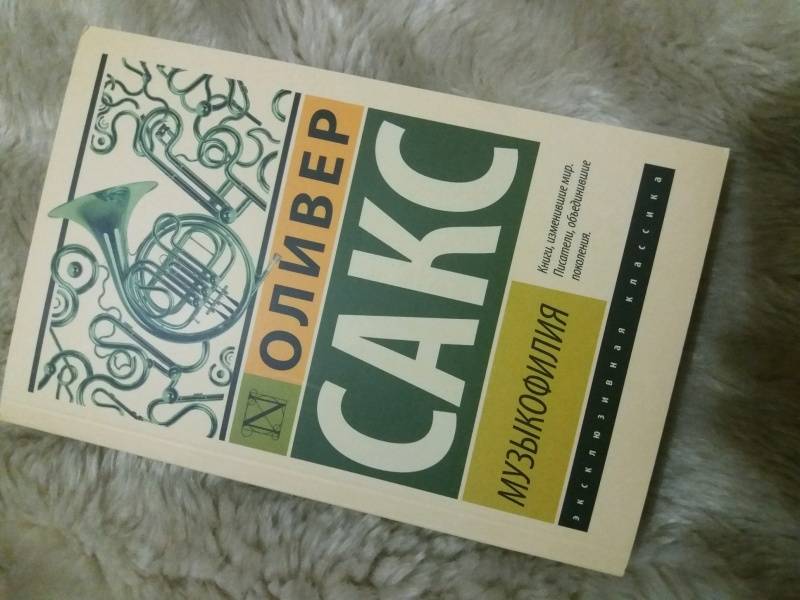 ОЛИВЕР
САКС
Книги, изменившие мир.
Писатели, объединившие
поколения.
МУЗЫКОФИЛИЯ
эксклюзивная классика